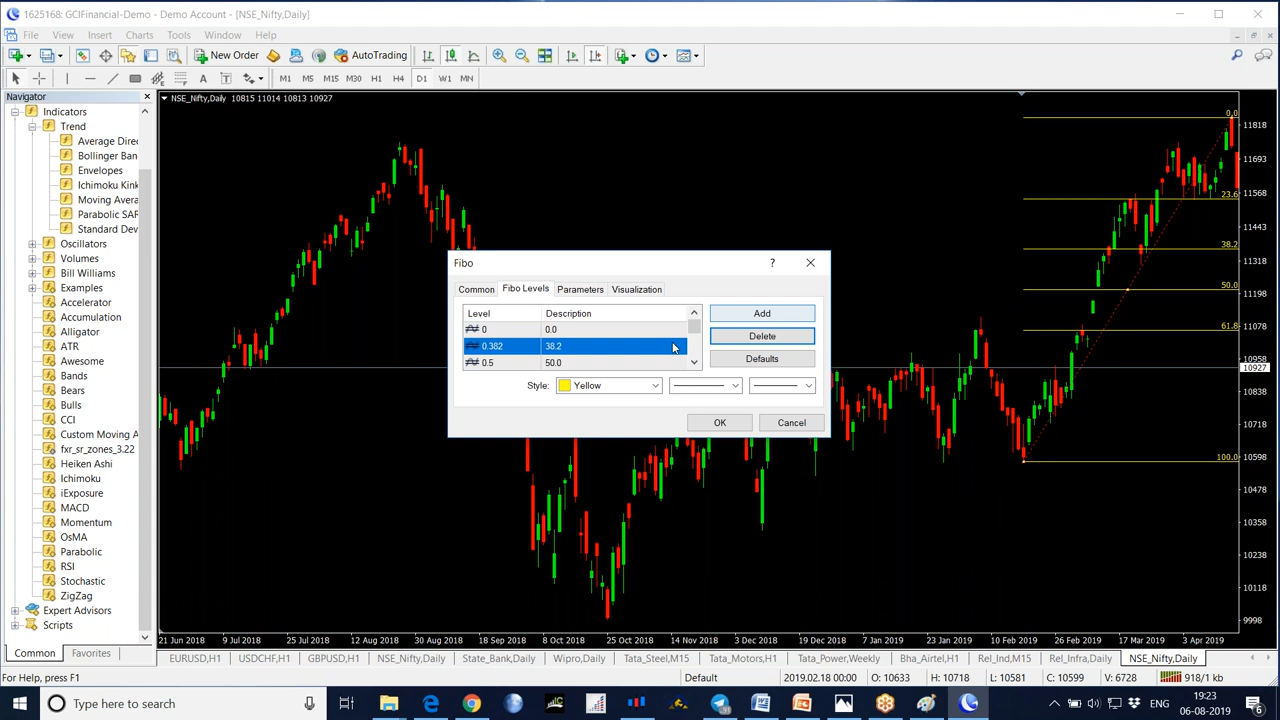 1625168: GCIFinancial-Demo - Demo Account - [NSE_Nifty,Daily]
File View Insert Charts Tools Window Help
New Order AutoTrading
A T M1 M5 M15 M30 H1 H4 D1 W1 MN
Navigator
Indicators
Trend
Average Direc
Bollinger Ban
Envelopes
Ichimoku Kink
Moving Avera
Parabolic SAR
Standard Dev
Oscillators
Volumes
Bill Williams
Examples
Accelerator
Accumulation
Alligator
ATR
Awesome
Bands
Bears
Bulls
CCI
Custom Moving A
fxr_sr_zones_3.22
Heiken Ashi
Ichimoku
iExposure
MACD
Momentum
OsMA
Parabolic
RSI
Stochastic
ZigZag
Expert Advisors
Scripts
Common Favorites
NSE_Nifty,Daily 10815 11014 10813 10927
0.0
23.6
38.2
50.0
61.8
100.0
11818
11693
11568
11443
11318
11198
11078
10958
10927
10838
10718
10598
10478
10358
10238
10118
9998
Fibo ?
Common Fibo Levels Parameters Visualization
Level Description
0 0.0
0.382 38.2
0.5 50.0
Add
Delete
Defaults
Style: Yellow
OK Cancel
21 Jun 2018 9 Jul 2018 25 Jul 2018 12 Aug 2018 30 Aug 2018 18 Sep 2018 8 Oct 2018 25 Oct 2018 14 Nov 2018 3 Dec 2018 19 Dec 2018 7 Jan 2019 23 Jan 2019 10 Feb 2019 26 Feb 2019 17 Mar 2019 3 Apr 2019
EURUSD,H1 USDCHF,H1 GBPUSD,H1 NSE_Nifty,Daily State_Bank,Daily Wipro,Daily Tata_Steel,M15 Tata_Motors,H1 Tata_Power,Weekly Bha_Airtel,H1 Rel_Ind,M15 Rel_Infra,Daily NSE_Nifty,Daily
For Help, press F1 Default 2019.02.18 00:00 O: 10633 H: 10718 L: 10581 C: 10599 V: 6728 918/1 kb
Type here to search
ENG
19:23
06-08-2019
6